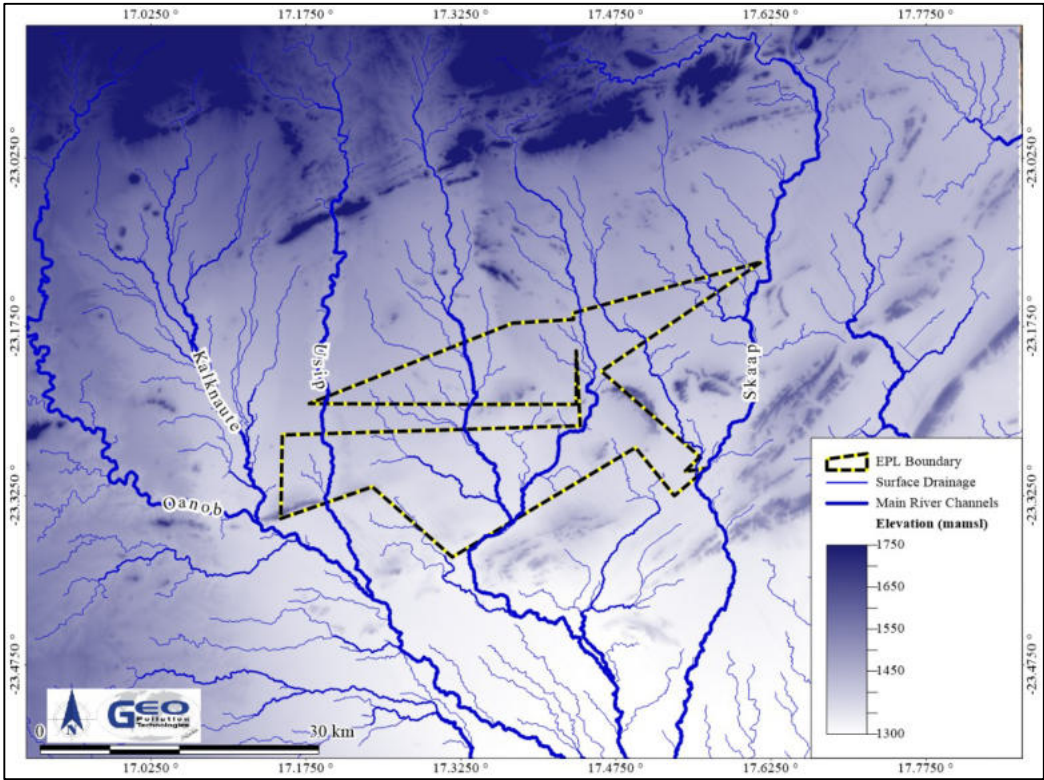 17.0250 ° 17.1750 ° 17.3250 ° 17.4750 ° 17.6250 ° 17.7750 °
-23.0250 ° -23.0250 °
-23.1750 ° -23.1750 °
Kalknaute
Usip
Skaap
-23.3250 ° -23.3250 °
Oanob
EPL Boundary
Surface Drainage
Main River Channels
Elevation (mamsl)
1750
1650
1550
1450
1350
1300
-23.4750 ° -23.4750 °
GEO
Pollution
Technologies
0 30 km
17.0250 ° 17.1750 ° 17.3250 ° 17.4750 ° 17.6250 ° 17.7750 °